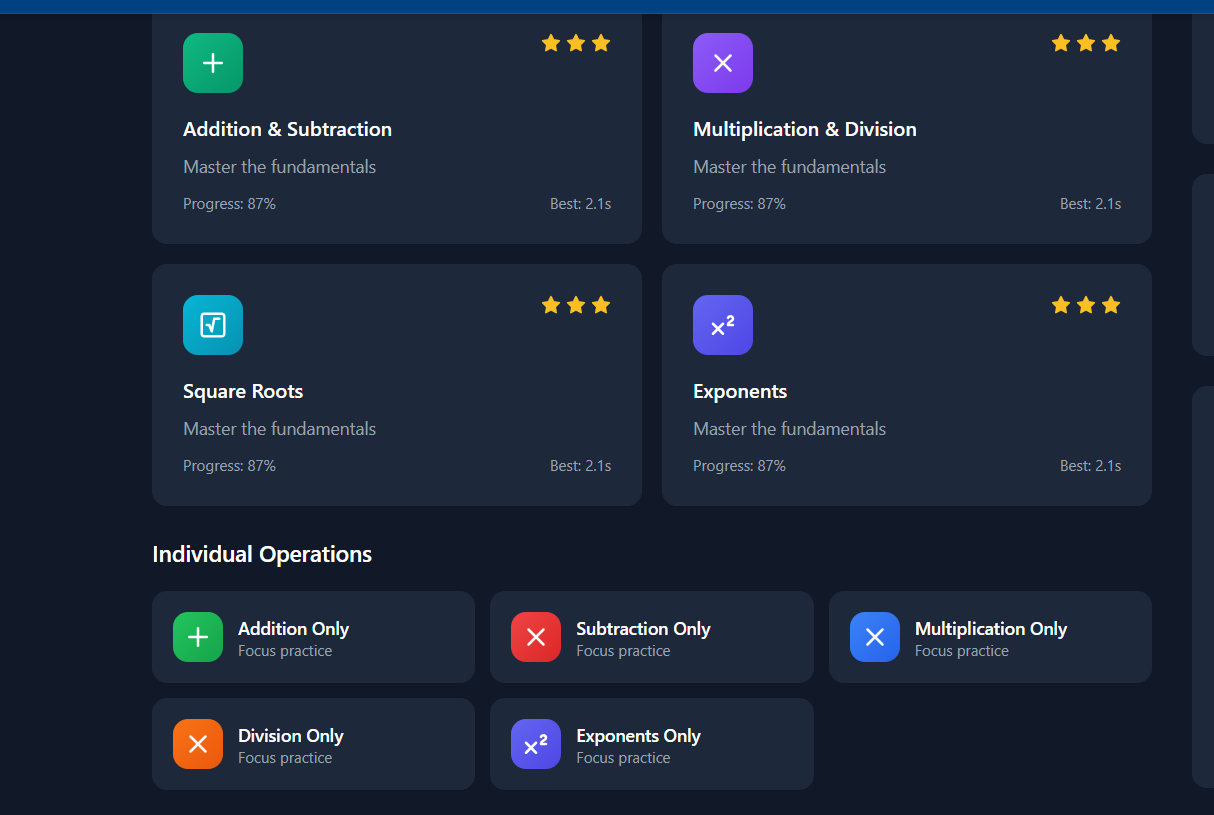 Addition & Subtraction
Master the fundamentals
Progress: 87% Best: 2.1s
Multiplication & Division
Master the fundamentals
Progress: 87% Best: 2.1s
Square Roots
Master the fundamentals
Progress: 87% Best: 2.1s
x²
Exponents
Master the fundamentals
Progress: 87% Best: 2.1s
Individual Operations
Addition Only
Focus practice
Subtraction Only
Focus practice
Multiplication Only
Focus practice
Division Only
Focus practice
x²
Exponents Only
Focus practice